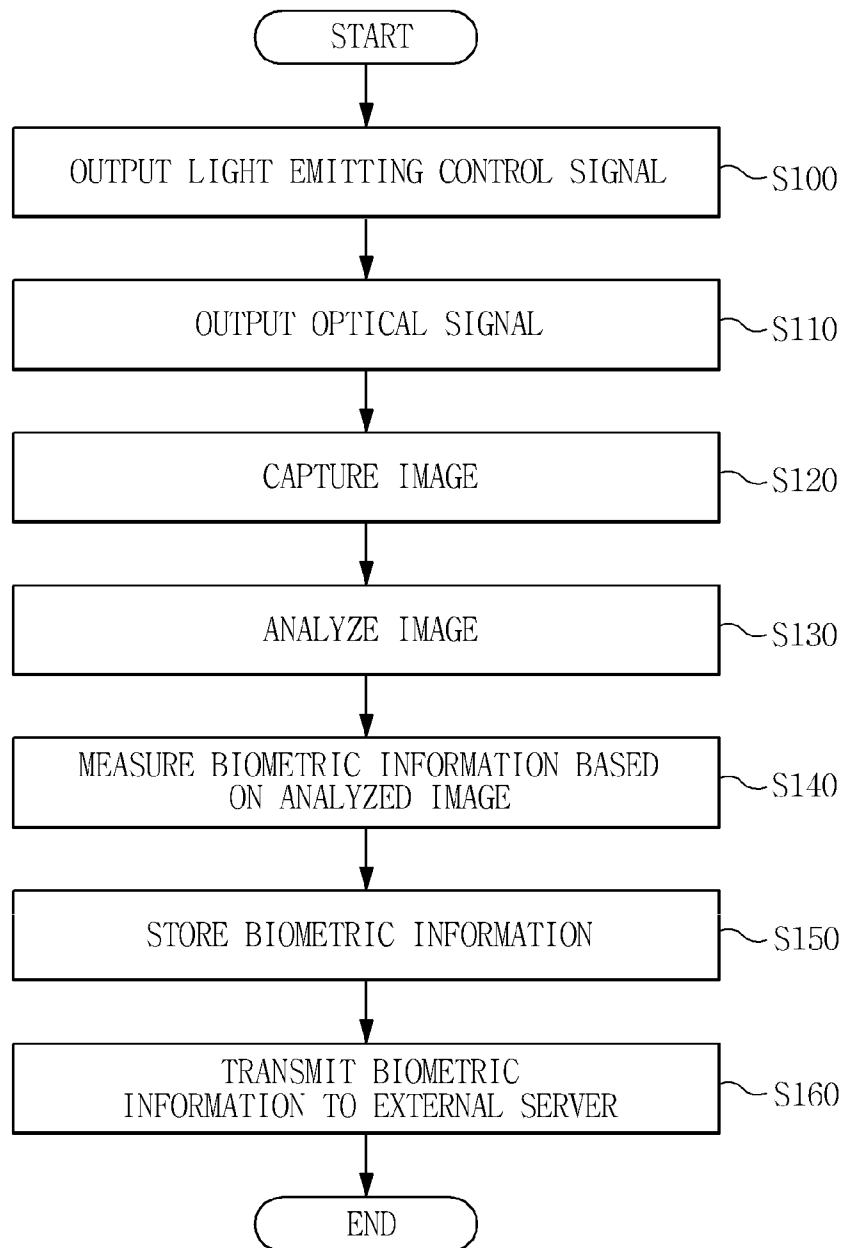 START
OUTPUT LIGHT EMITTING CONTROL SIGNAL
S100
OUTPUT OPTICAL SIGNAL
S110
CAPTURE IMAGE
S120
ANALYZE IMAGE
S130
MEASURE BIOMETRIC INFORMATION BASED
ON ANALYZED IMAGE
S140
STORE BIOMETRIC INFORMATION
S150
TRANSMIT BIOMETRIC
INFORMATION TO EXTERNAL SERVER
S160
END